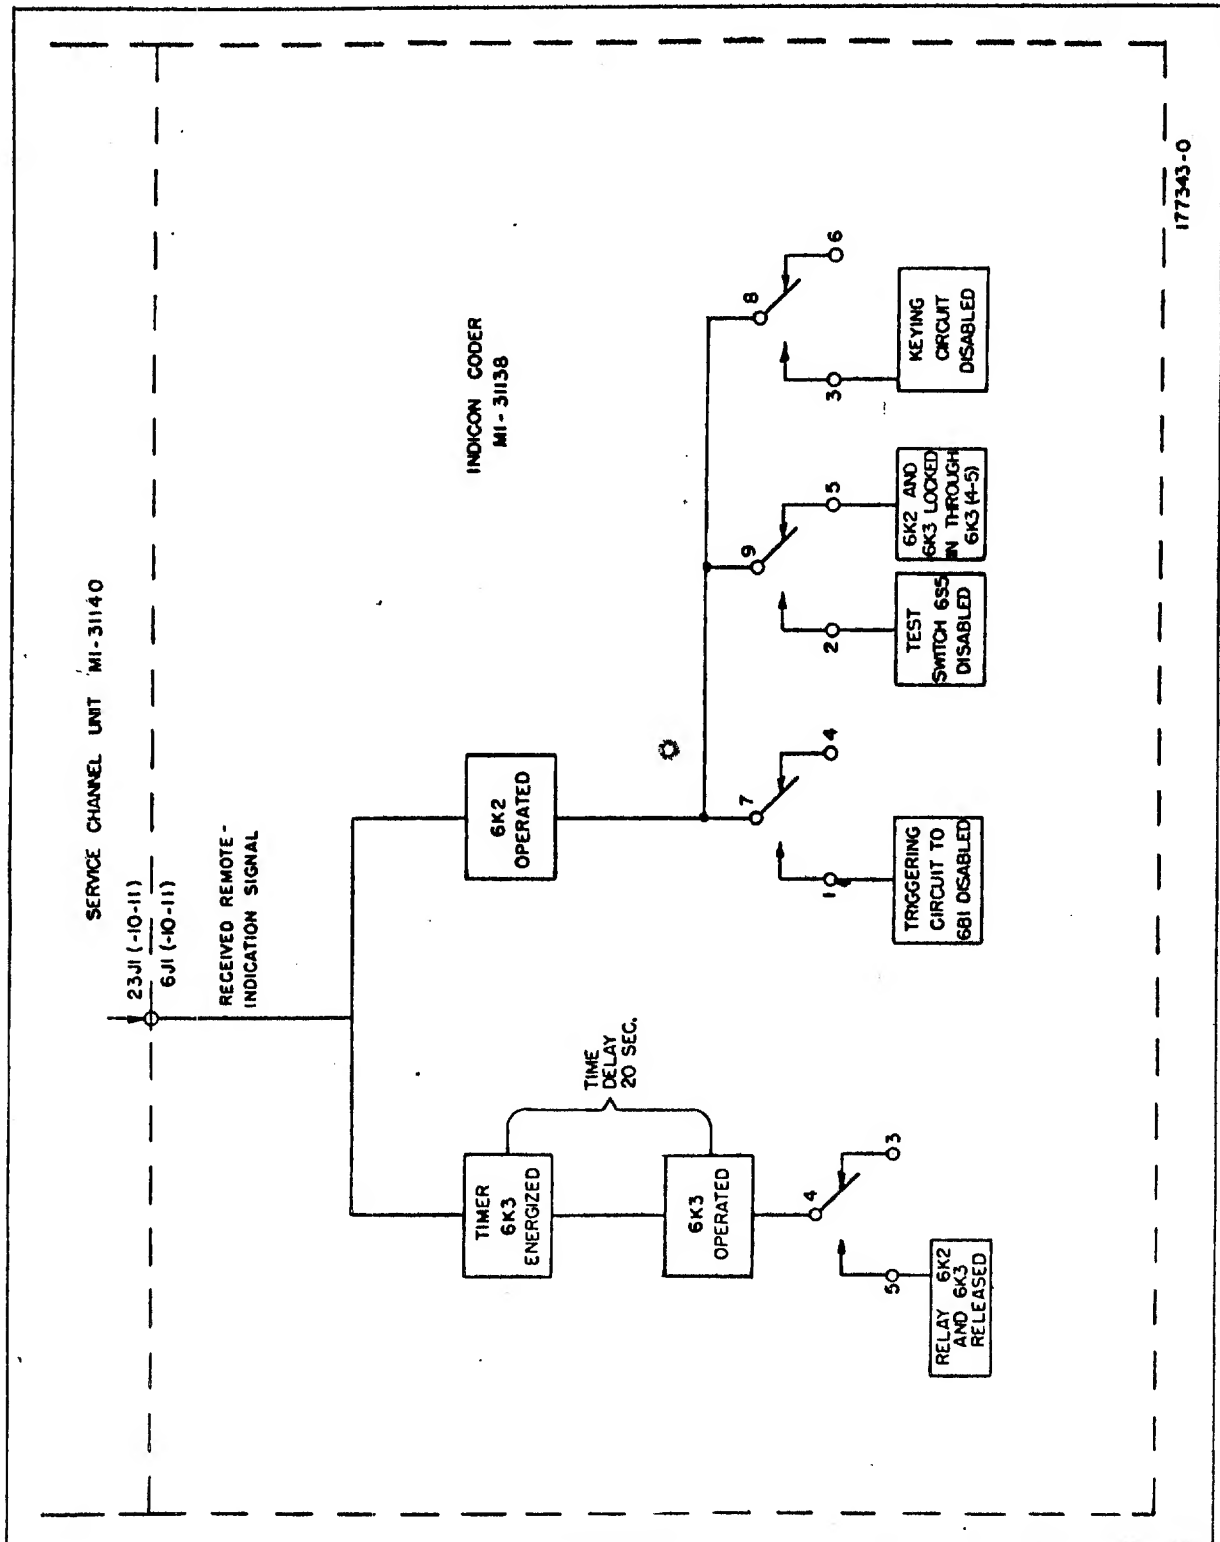 SERVICE CHANNEL UNIT MI-31140
23J1 (-10-11)
6J1 (-10-11)
RECEIVED REMOTE-
INDICATION SIGNAL
INDICON CODER
MI-31138
TIMER
6K3
ENERGIZED
TIME
DELAY
20 SEC.
6K3
OPERATED
4
3
5
RELAY 6K2
AND 6K3
RELEASED
6K2
OPERATED
7
4
1
TRIGGERING
CIRCUIT TO
6B1 DISABLED
9
5
2
TEST
SWITCH 6S5
DISABLED
6K2 AND
6K3 LOCKED
IN THROUGH
6K3 (4-5)
8
6
3
KEYING
CIRCUIT
DISABLED
177343-0